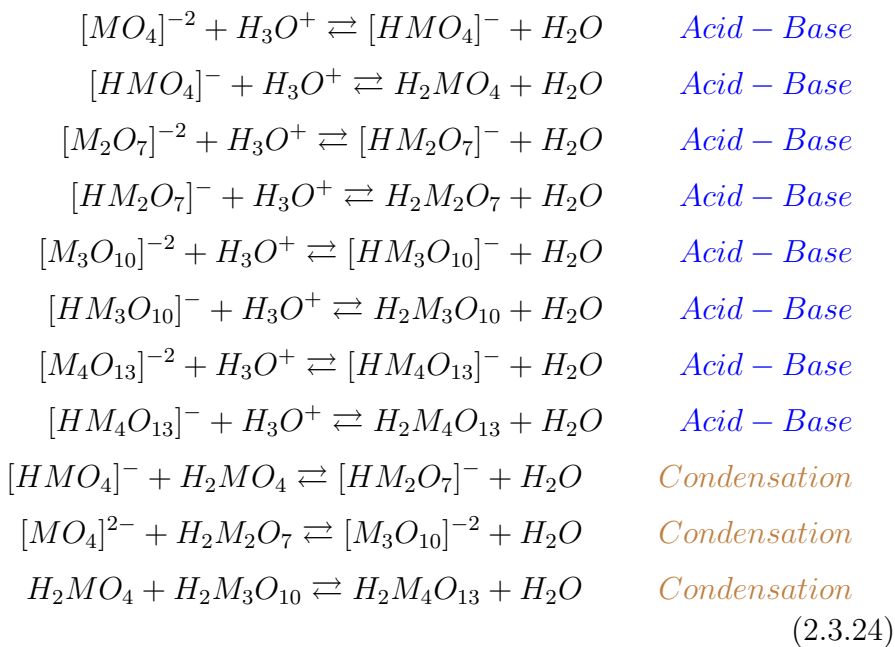 [MO₄]⁻² + H₃O⁺ ⇄ [HMO₄]⁻ + H₂O Acid − Base
[HMO₄]⁻ + H₃O⁺ ⇄ H₂MO₄ + H₂O Acid − Base
[M₂O₇]⁻² + H₃O⁺ ⇄ [HM₂O₇]⁻ + H₂O Acid − Base
[HM₂O₇]⁻ + H₃O⁺ ⇄ H₂M₂O₇ + H₂O Acid − Base
[M₃O₁₀]⁻² + H₃O⁺ ⇄ [HM₃O₁₀]⁻ + H₂O Acid − Base
[HM₃O₁₀]⁻ + H₃O⁺ ⇄ H₂M₃O₁₀ + H₂O Acid − Base
[M₄O₁₃]⁻² + H₃O⁺ ⇄ [HM₄O₁₃]⁻ + H₂O Acid − Base
[HM₄O₁₃]⁻ + H₃O⁺ ⇄ H₂M₄O₁₃ + H₂O Acid − Base
[HMO₄]⁻ + H₂MO₄ ⇄ [HM₂O₇]⁻ + H₂O Condensation
[MO₄]²⁻ + H₂M₂O₇ ⇄ [M₃O₁₀]⁻² + H₂O Condensation
H₂MO₄ + H₂M₃O₁₀ ⇄ H₂M₄O₁₃ + H₂O Condensation
(2.3.24)